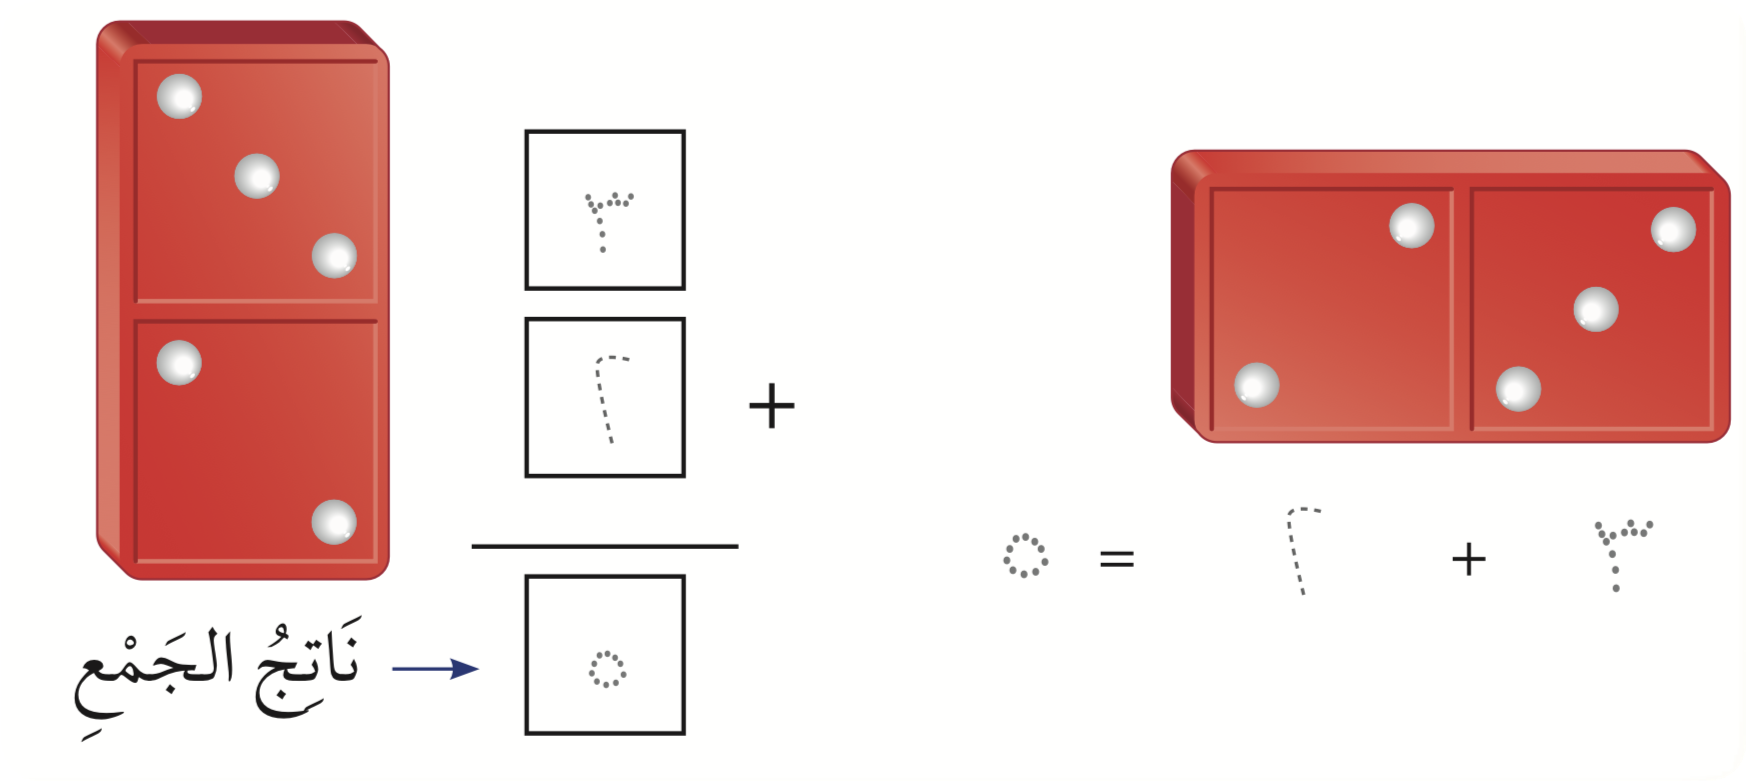 ٣ + ٢ = ٥
٣
+ ٢
٥
نَاتِجُ الجَمْعِ